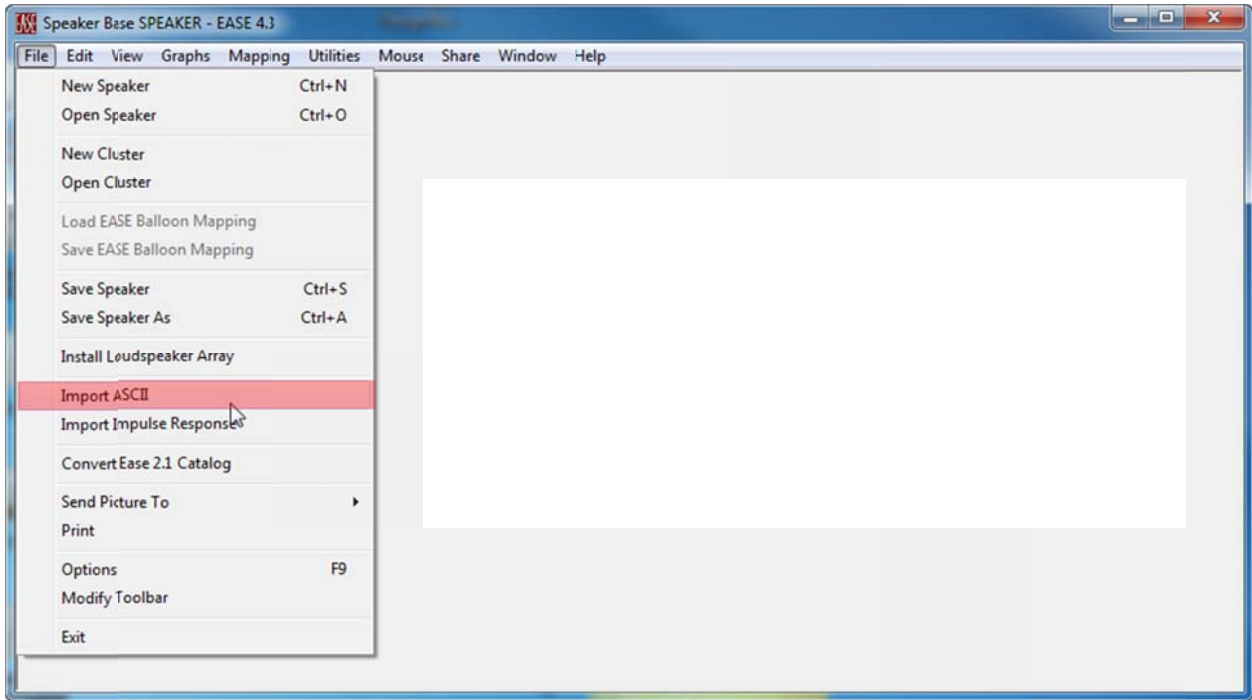 Speaker Base SPEAKER - EASE 4.3
File Edit View Graphs Mapping Utilities Mouse Share Window Help
New Speaker Ctrl+N
Open Speaker Ctrl+O
New Cluster
Open Cluster
Load EASE Balloon Mapping
Save EASE Balloon Mapping
Save Speaker Ctrl+S
Save Speaker As Ctrl+A
Install Loudspeaker Array
Import ASCII
Import Impulse Responses
Convert Ease 2.1 Catalog
Send Picture To
Print
Options F9
Modify Toolbar
Exit